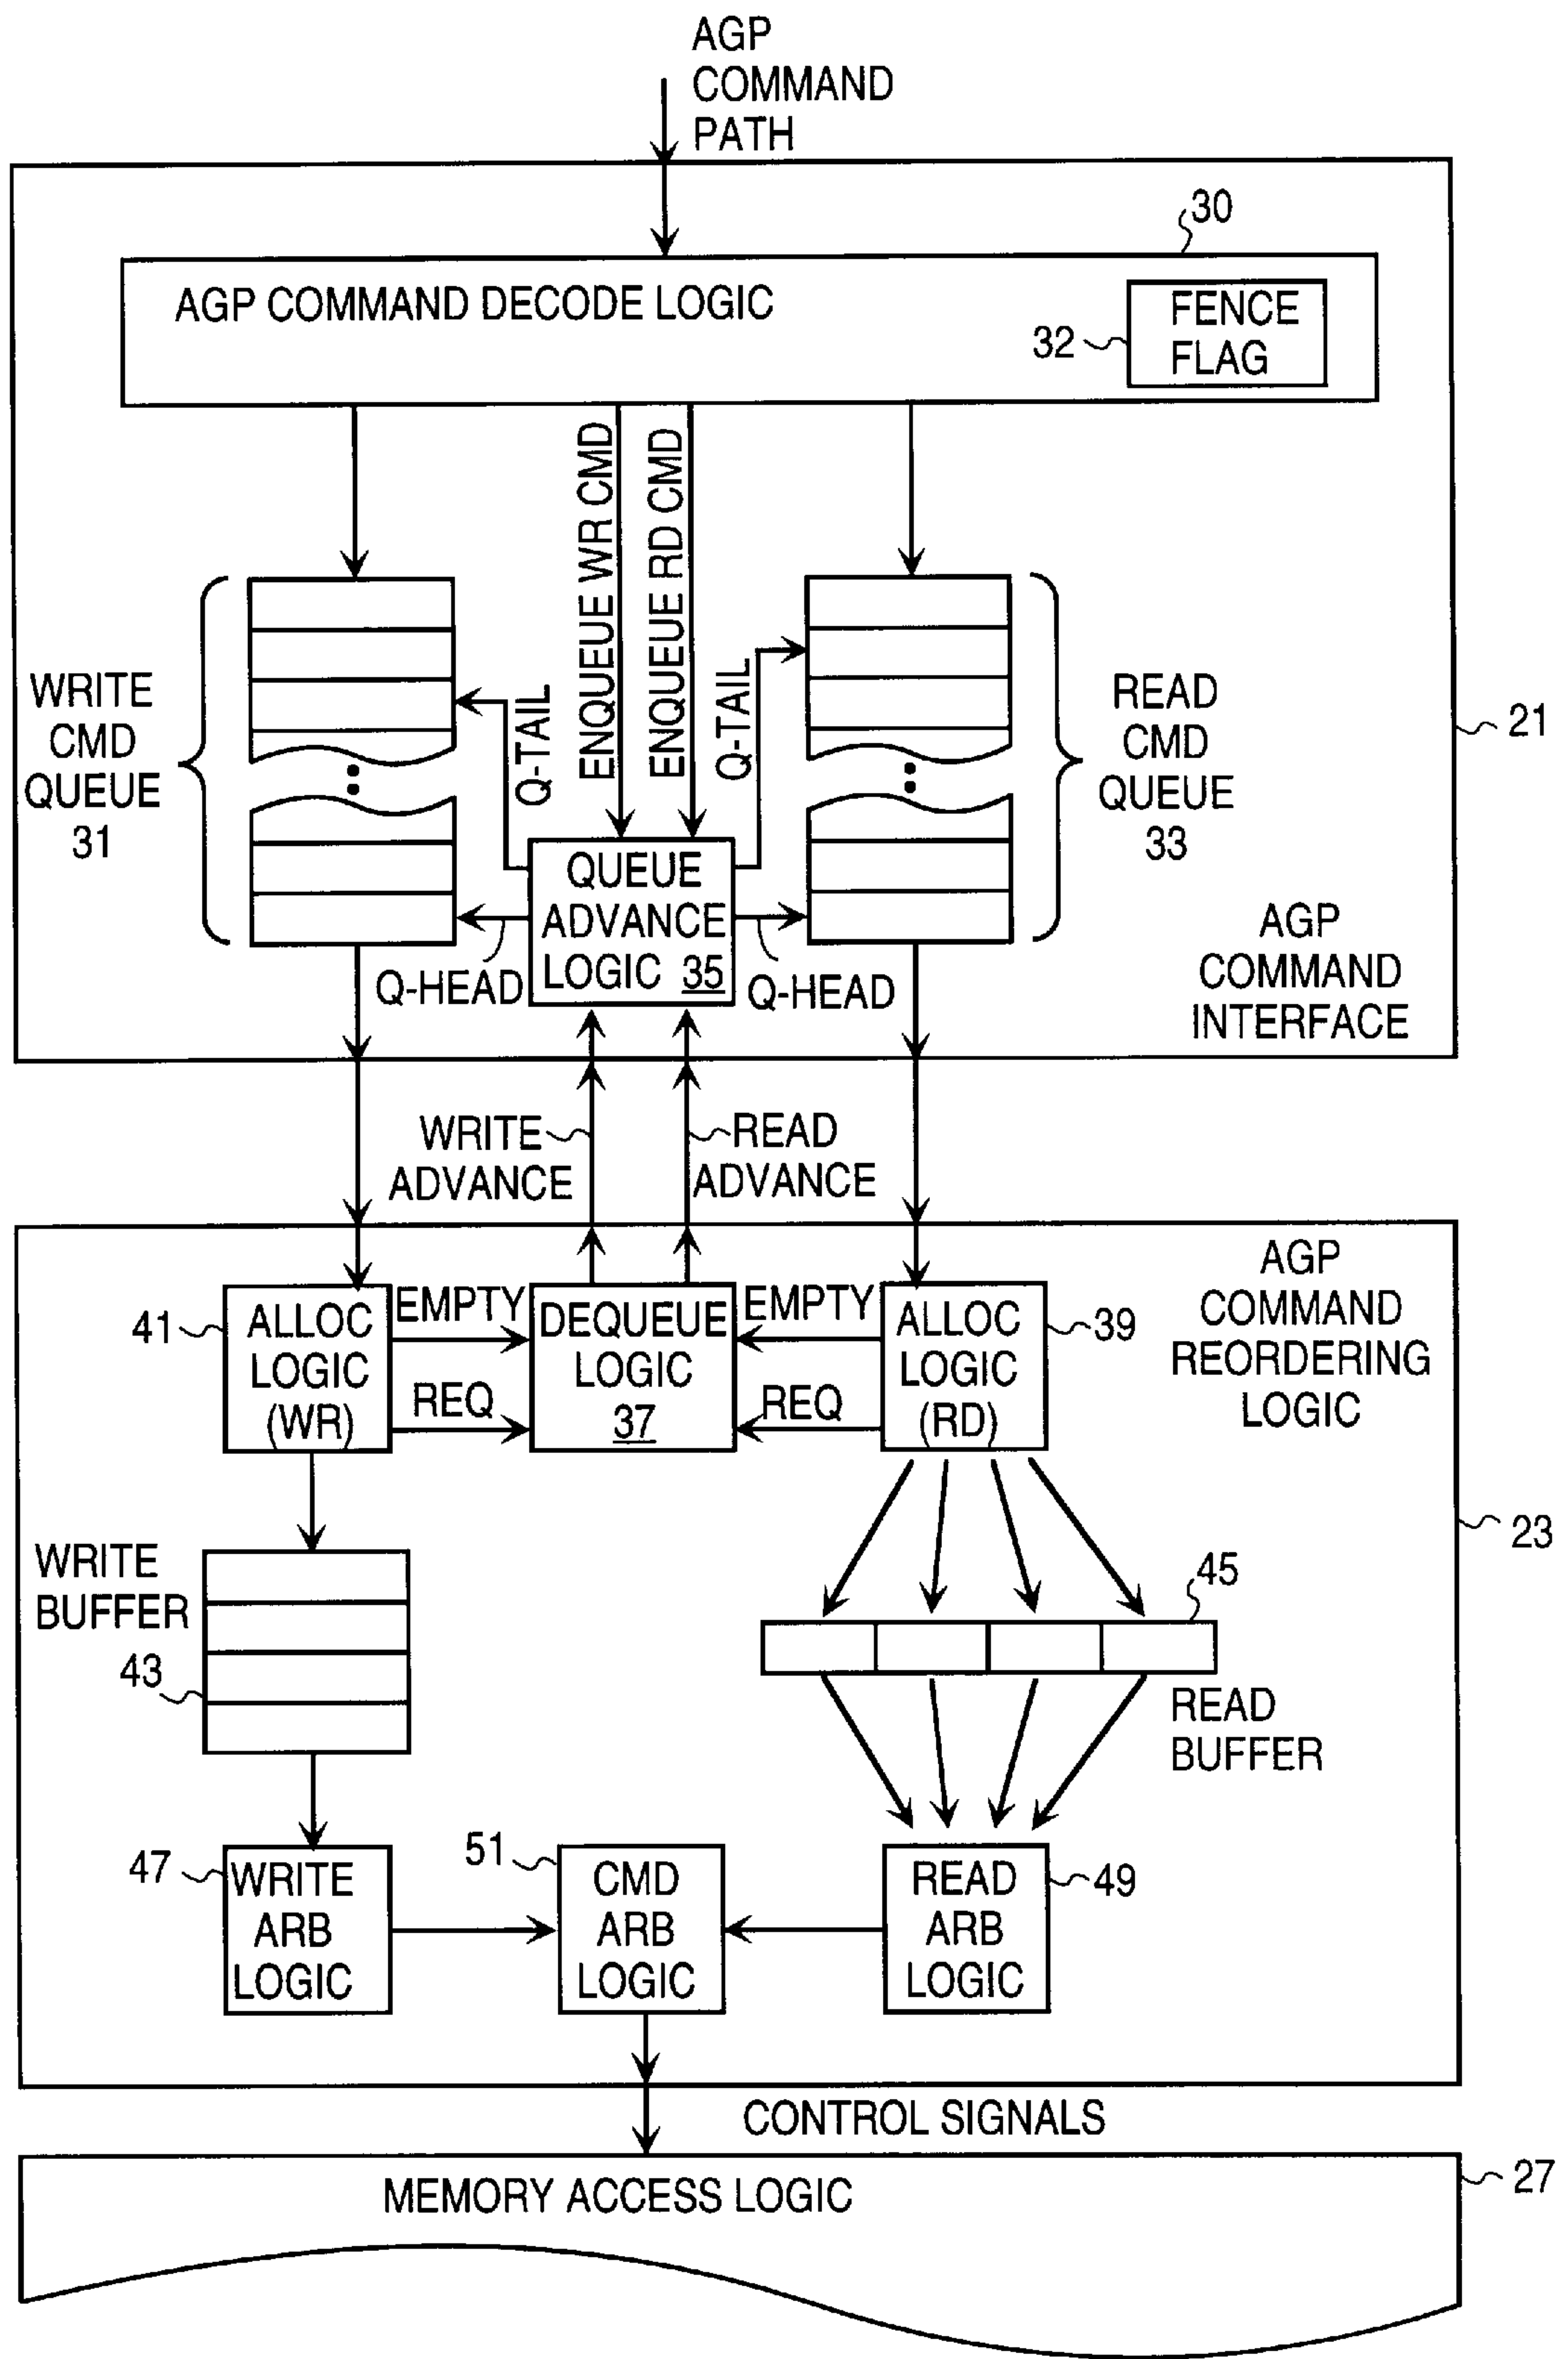 AGP
COMMAND
PATH
30
AGP COMMAND DECODE LOGIC
FENCE
FLAG
32
ENQUEUE WR CMD
ENQUEUE RD CMD
WRITE
CMD
QUEUE
31
Q-TAIL
Q-TAIL
READ
CMD
QUEUE
33
21
QUEUE
ADVANCE
LOGIC 35
Q-HEAD
Q-HEAD
AGP
COMMAND
INTERFACE
WRITE
ADVANCE
READ
ADVANCE
AGP
COMMAND
REORDERING
LOGIC
41
ALLOC
LOGIC
(WR)
EMPTY
REQ
DEQUEUE
LOGIC
37
EMPTY
REQ
ALLOC
LOGIC
(RD)
39
23
WRITE
BUFFER
43
45
READ
BUFFER
47
WRITE
ARB
LOGIC
51
CMD
ARB
LOGIC
READ
ARB
LOGIC
49
CONTROL SIGNALS
MEMORY ACCESS LOGIC
27